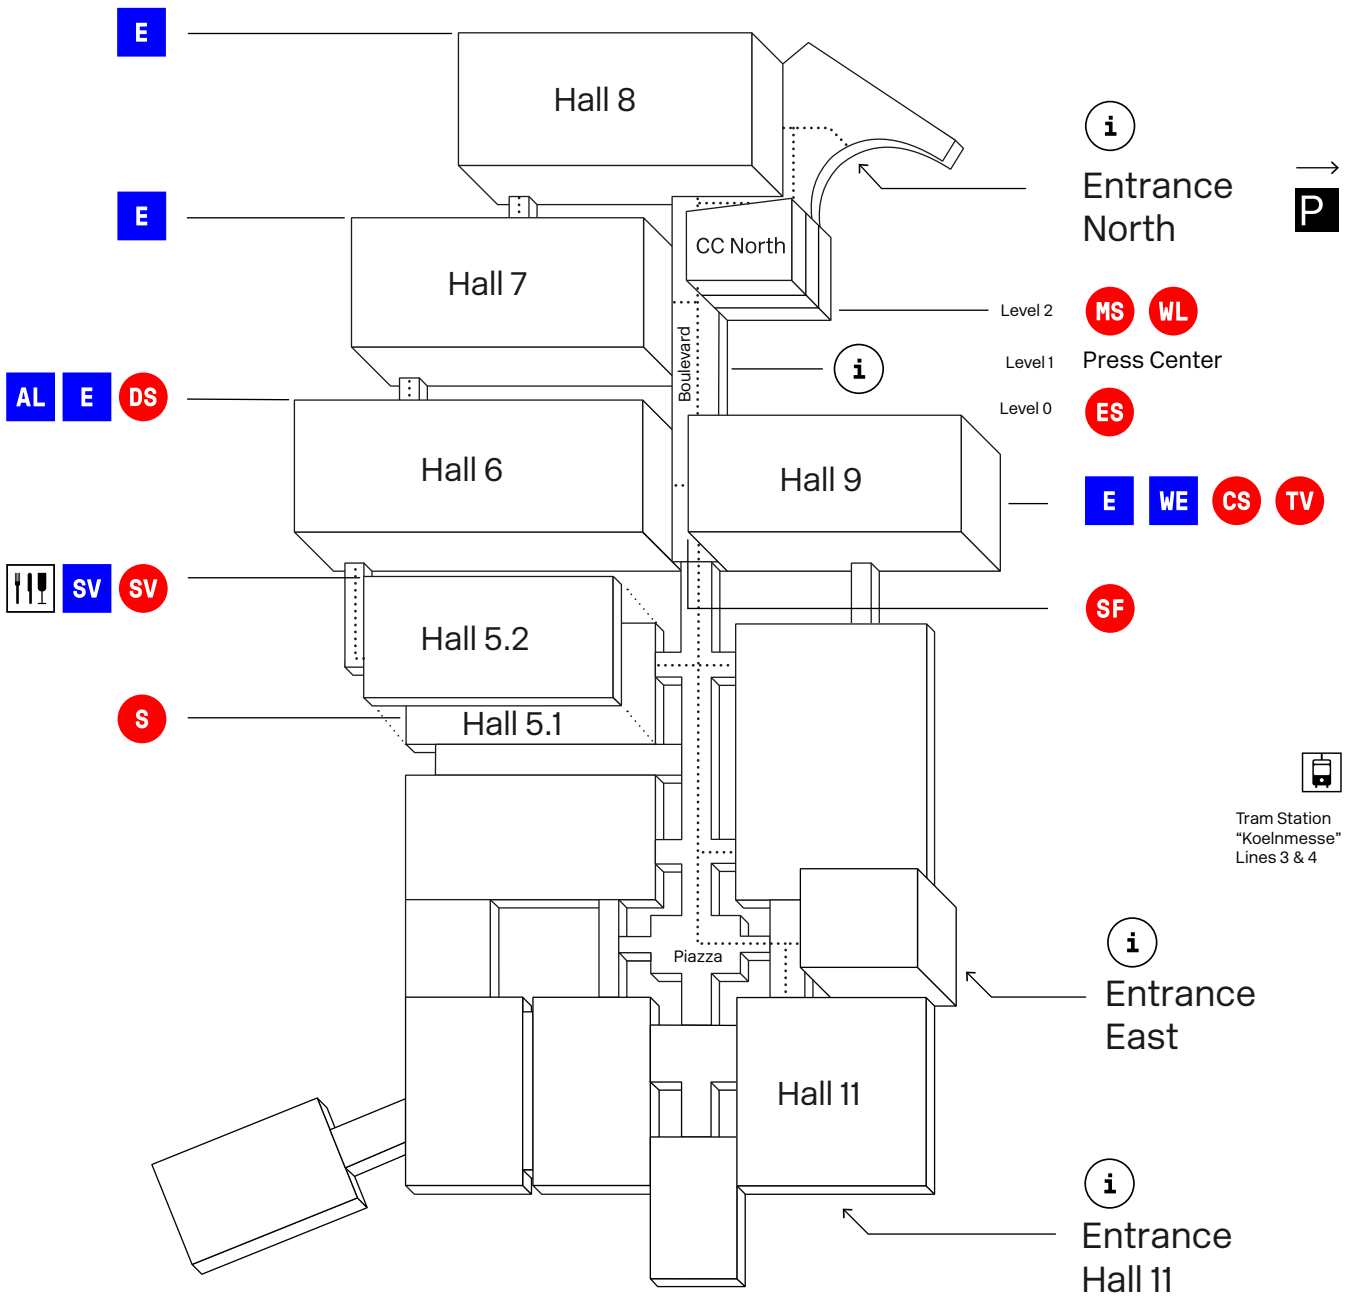 E
Hall 8
i
Entrance
North
P
E
CC North
Hall 7
Level 2
MS
WL
Boulevard
i
Level 1
Press Center
AL
E
DS
Level 0
ES
Hall 6
Hall 9
E
WE
CS
TV
SV
SV
SF
Hall 5.2
S
Hall 5.1
Tram Station
“Koelnmesse”
Lines 3 & 4
Piazza
i
Entrance
East
Hall 11
i
Entrance
Hall 11